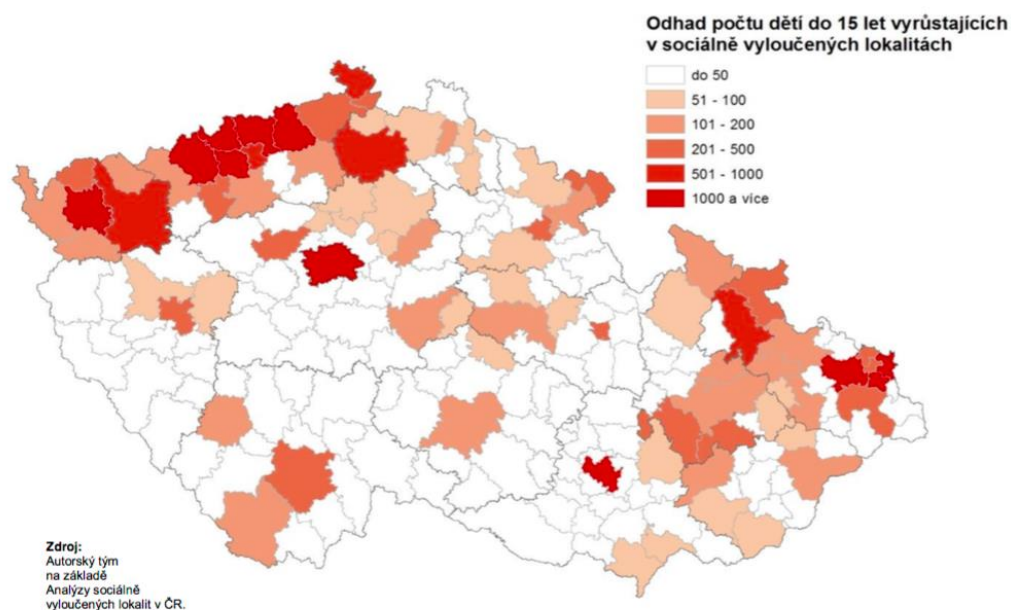 Odhad počtu dětí do 15 let vyrůstajících
v sociálně vyloučených lokalitách
do 50
51 - 100
101 - 200
201 - 500
501 - 1000
1000 a více
Zdroj:
Autorský tým
na základě
Analýzy sociálně
vyloučených lokalit v ČR.